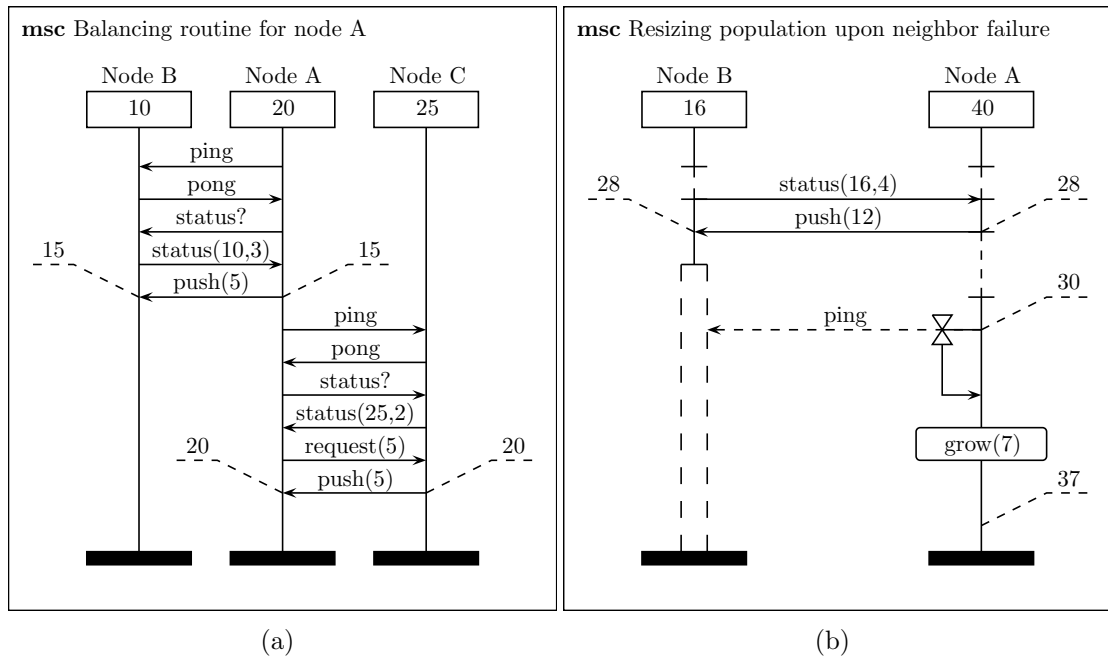 msc Balancing routine for node A
Node B Node A Node C
10 20 25
ping
pong
status?
15 status(10,3) 15
push(5)
ping
pong
status?
status(25,2)
20 request(5) 20
push(5)
(a)
msc Resizing population upon neighbor failure
Node B Node A
16 40
28 status(16,4) 28
push(12)
30
ping
grow(7)
37
(b)